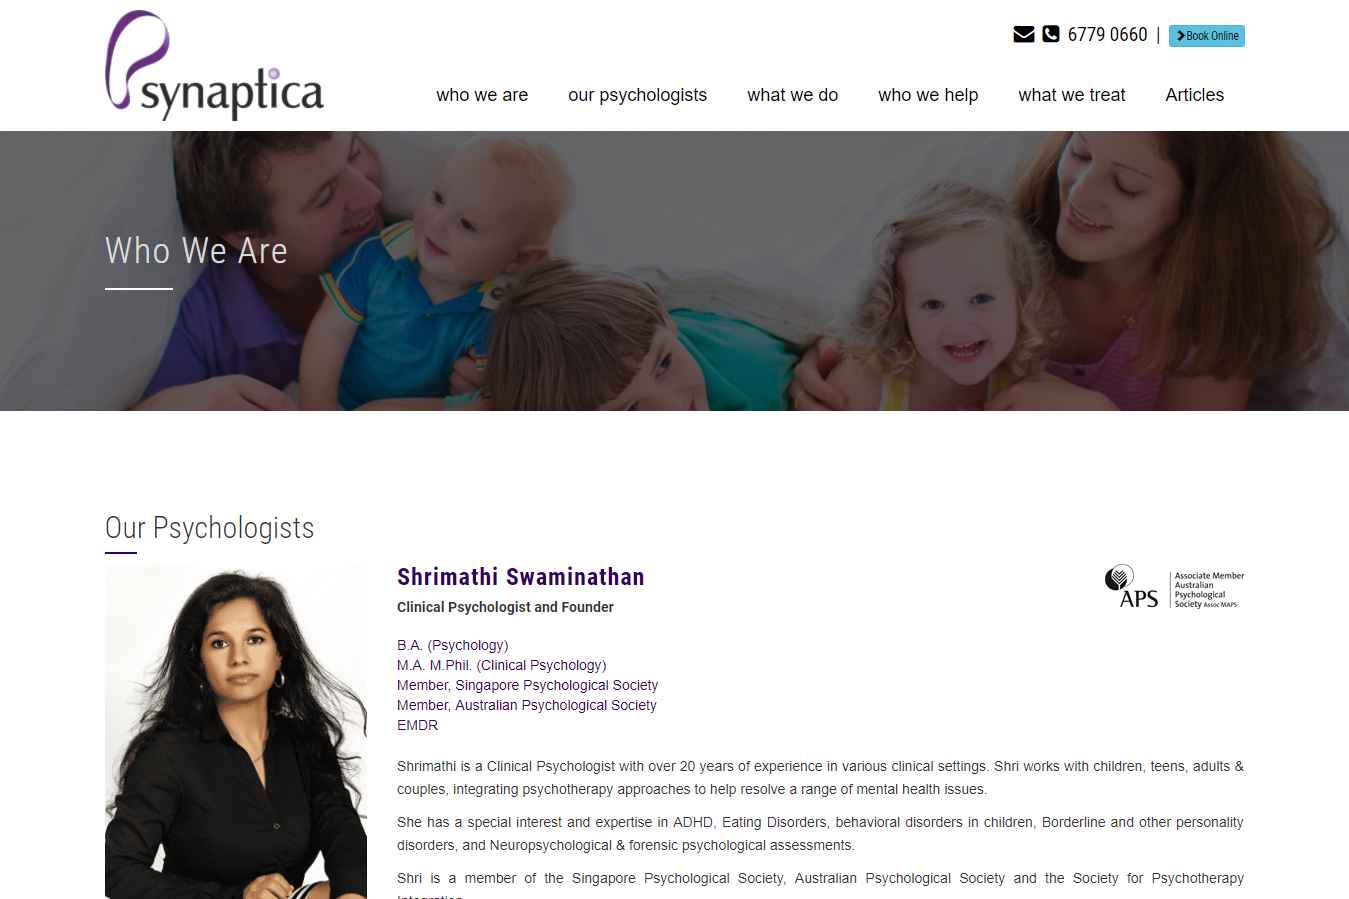 synaptica
6779 0660 | Book Online
who we are our psychologists what we do who we help what we treat Articles
Who We Are
Our Psychologists
Shrimathi Swaminathan
Clinical Psychologist and Founder
APS
Associate Member
Australian
Psychological
Society Assoc MAPS
B.A. (Psychology)
M.A. M.Phil. (Clinical Psychology)
Member, Singapore Psychological Society
Member, Australian Psychological Society
EMDR
Shrimathi is a Clinical Psychologist with over 20 years of experience in various clinical settings. Shri works with children, teens, adults &
couples, integrating psychotherapy approaches to help resolve a range of mental health issues.
She has a special interest and expertise in ADHD, Eating Disorders, behavioral disorders in children, Borderline and other personality
disorders, and Neuropsychological & forensic psychological assessments.
Shri is a member of the Singapore Psychological Society, Australian Psychological Society and the Society for Psychotherapy